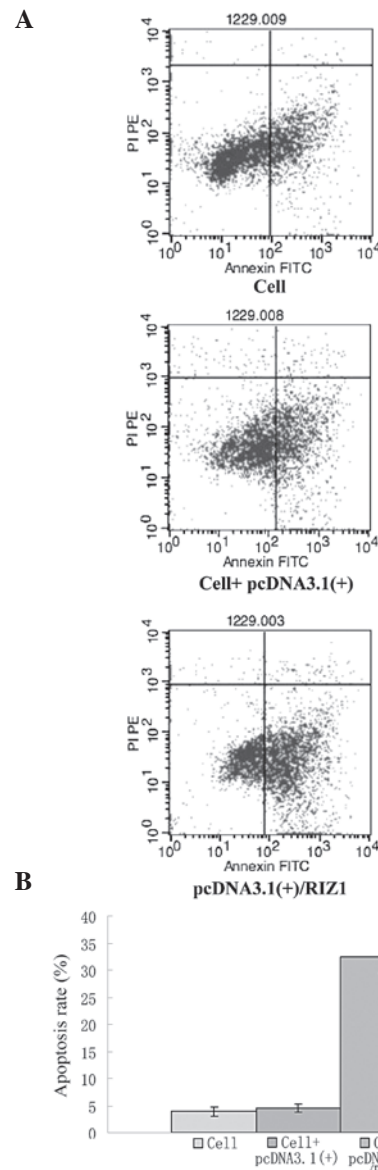 A
1229.009
10^4
10^3
10^2
10^1
10^0
PI PE
10^0 10^1 10^2 10^3 10^4
Annexin FITC
Cell
1229.008
10^4
10^3
10^2
10^1
10^0
PI PE
10^0 10^1 10^2 10^3 10^4
Annexin FITC
Cell+ pcDNA3.1(+)
1229.003
10^4
10^3
10^2
10^1
10^0
PI PE
10^0 10^1 10^2 10^3 10^4
Annexin FITC
pcDNA3.1(+)/RIZ1
B
40
35
30
25
20
15
10
5
0
Apoptosis rate (%)
Cell
Cell+
pcDNA3.1(+)